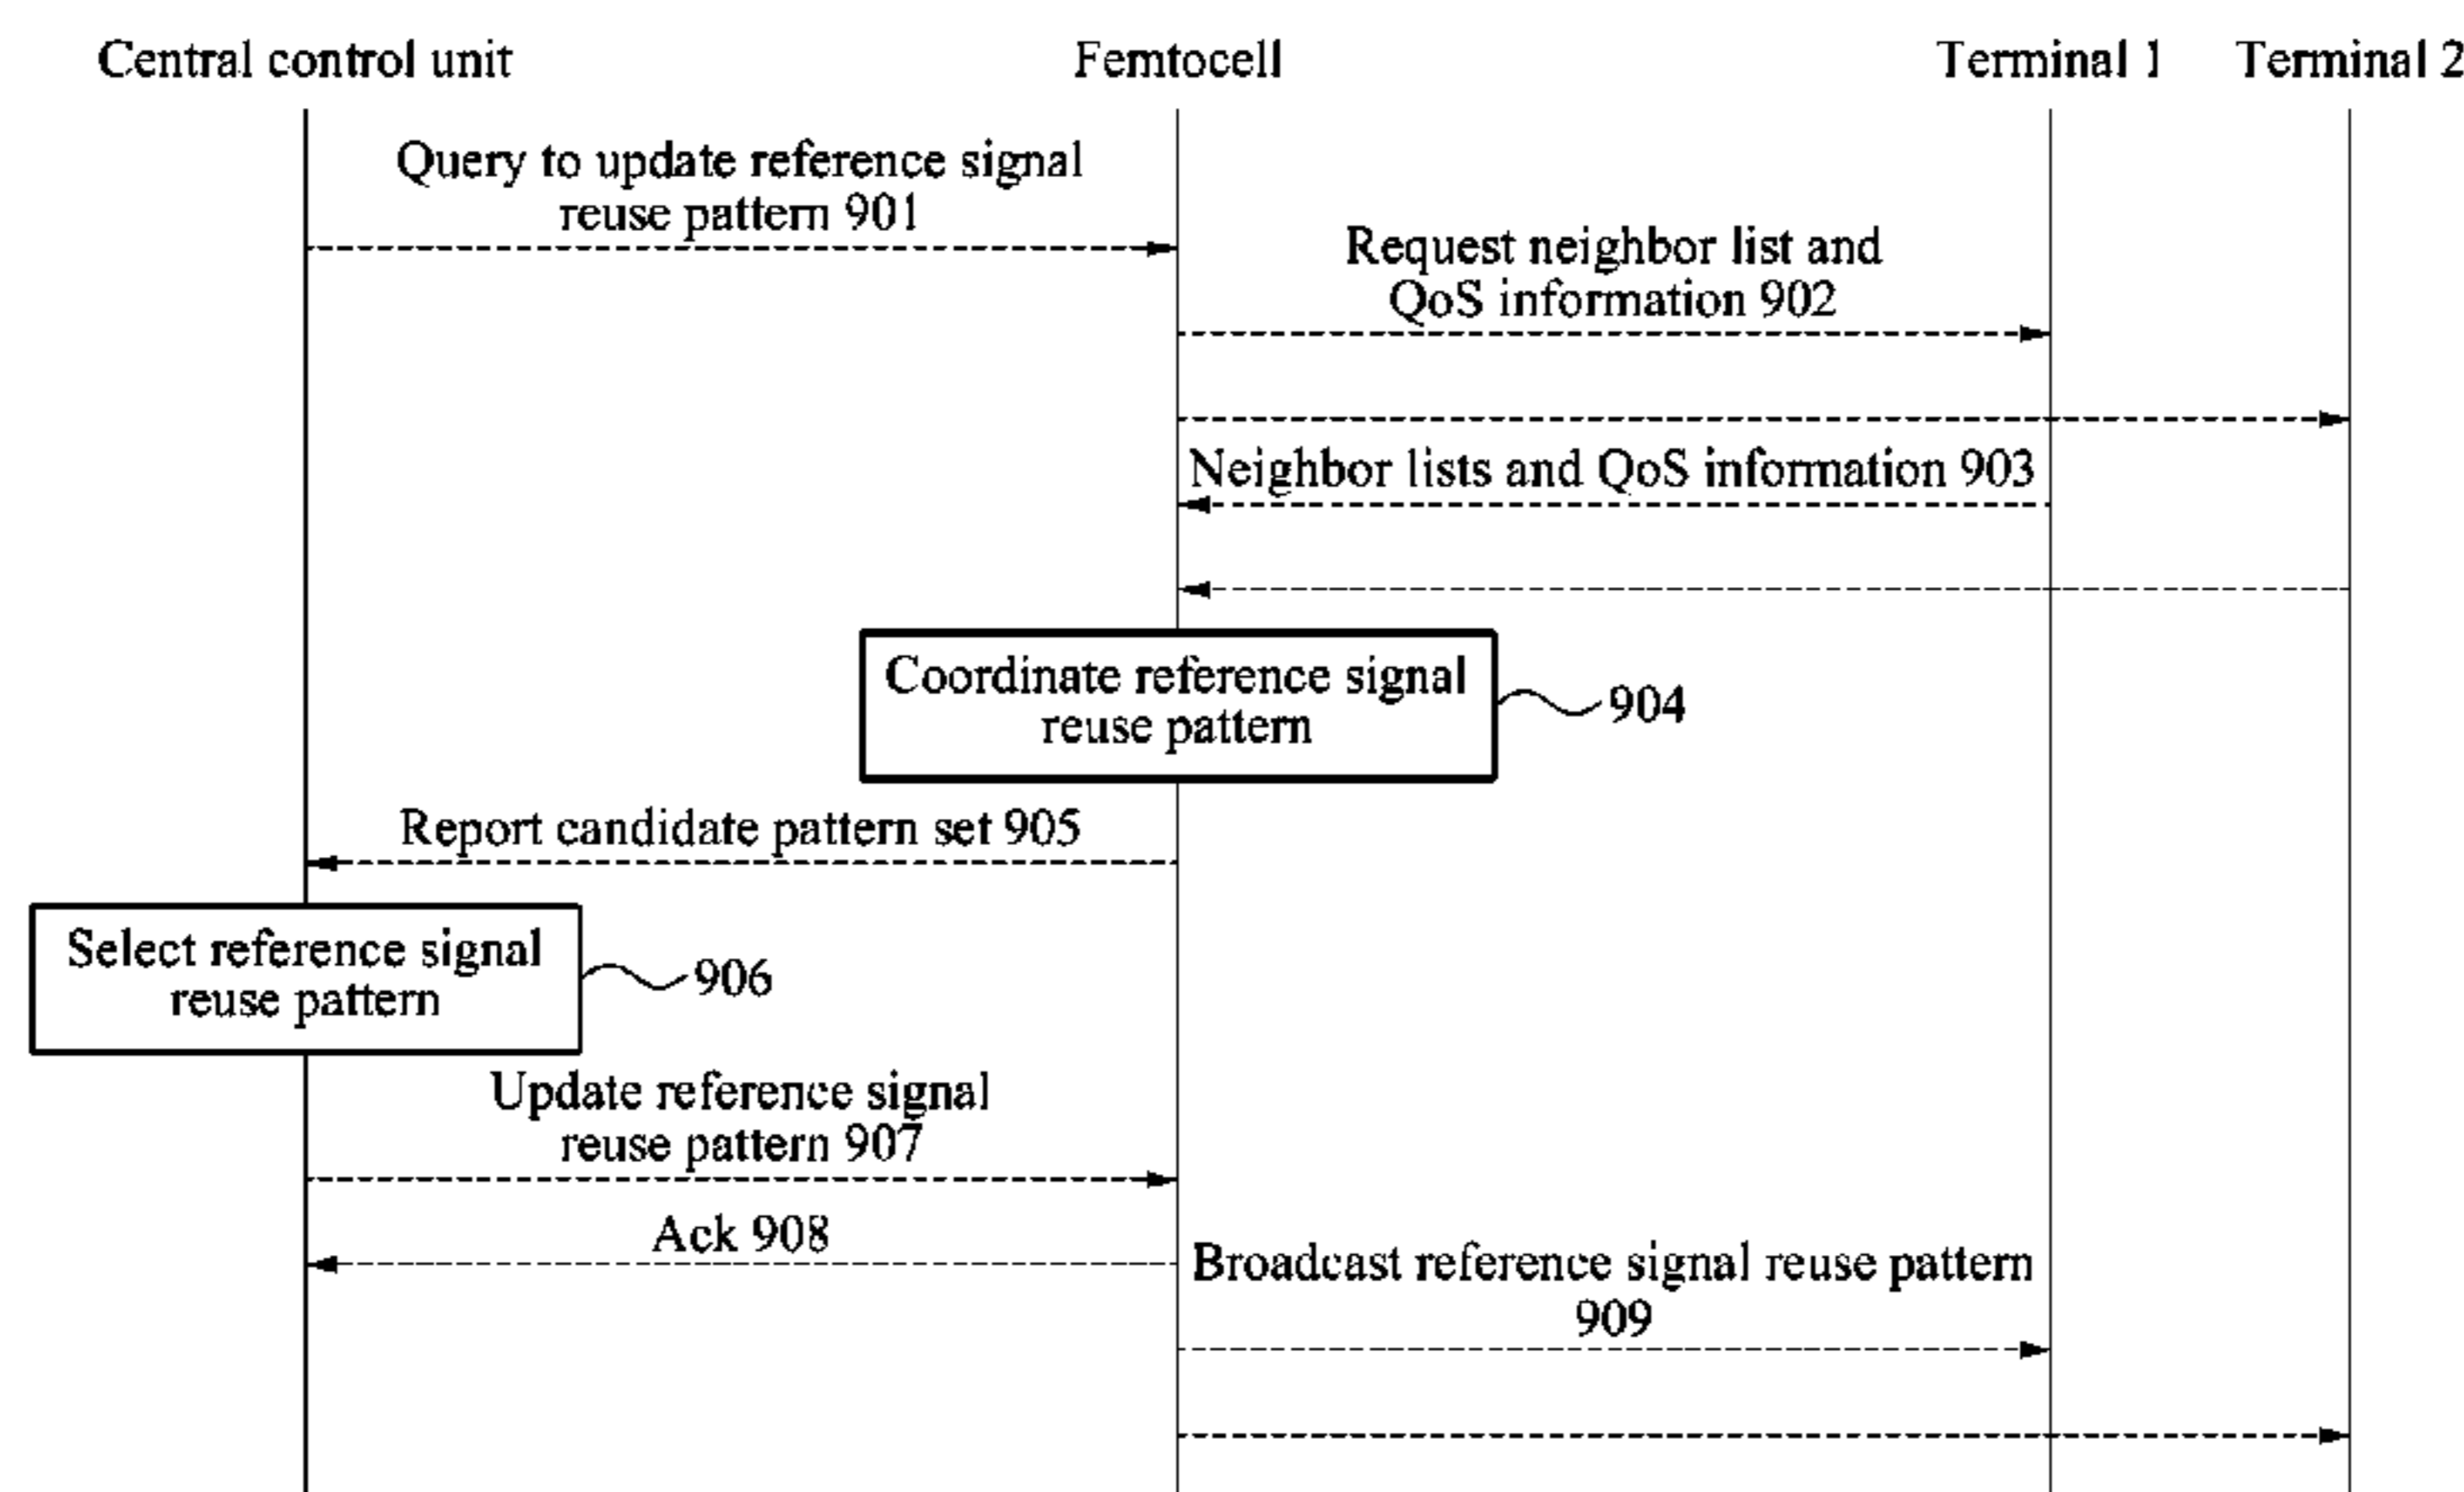 Central control unit
Femtocell
Terminal 1
Terminal 2
Query to update reference signal
reuse pattern 901
Request neighbor list and
QoS information 902
Neighbor lists and QoS information 903
Coordinate reference signal
reuse pattern
904
Report candidate pattern set 905
Select reference signal
reuse pattern
906
Update reference signal
reuse pattern 907
Ack 908
Broadcast reference signal reuse pattern
909